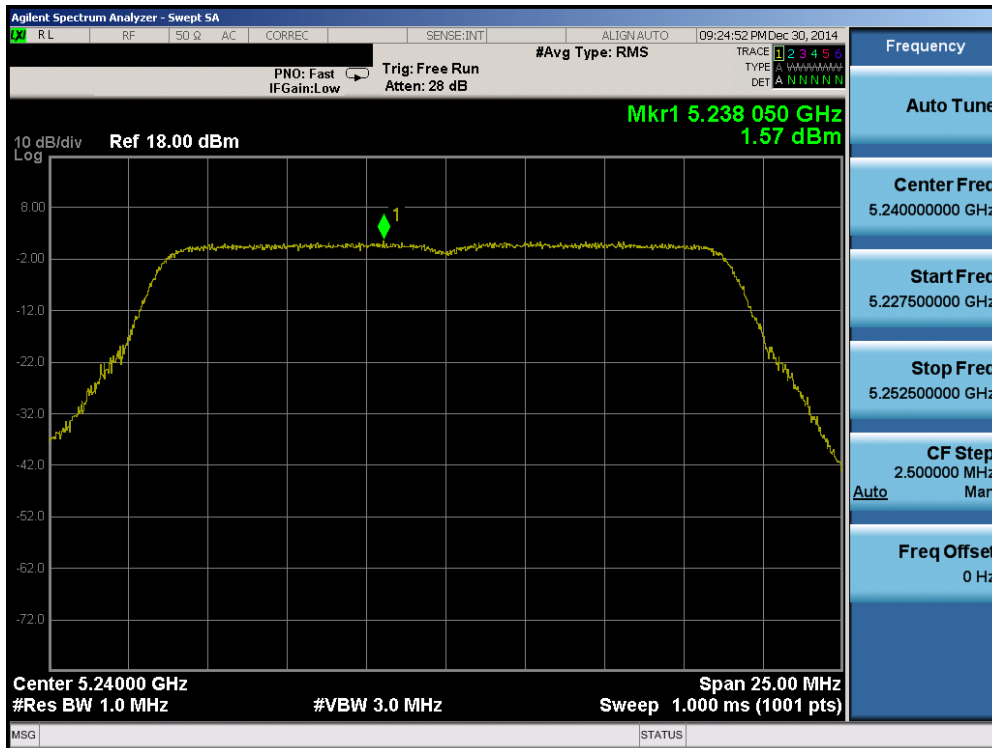 Agilent Spectrum Analyzer - Swept SA
LXI RL RF 50 Ω AC CORREC SENSE:INT ALIGN AUTO 09:24:52 PM Dec 30, 2014
#Avg Type: RMS TRACE 1 2 3 4 5 6
PNO: Fast Trig: Free Run TYPE A WWWWW
IFGain:Low Atten: 28 dB DET A N N N N N
Mkr1 5.238 050 GHz
1.57 dBm
10 dB/div Ref 18.00 dBm
Log
1
8.00
-2.00
-12.0
-22.0
-32.0
-42.0
-52.0
-62.0
-72.0
Center 5.24000 GHz Span 25.00 MHz
#Res BW 1.0 MHz #VBW 3.0 MHz Sweep 1.000 ms (1001 pts)
MSG STATUS
Frequency
Auto Tune
Center Freq
5.240000000 GHz
Start Freq
5.227500000 GHz
Stop Freq
5.252500000 GHz
CF Step
2.500000 MHz
Auto Man
Freq Offset
0 Hz